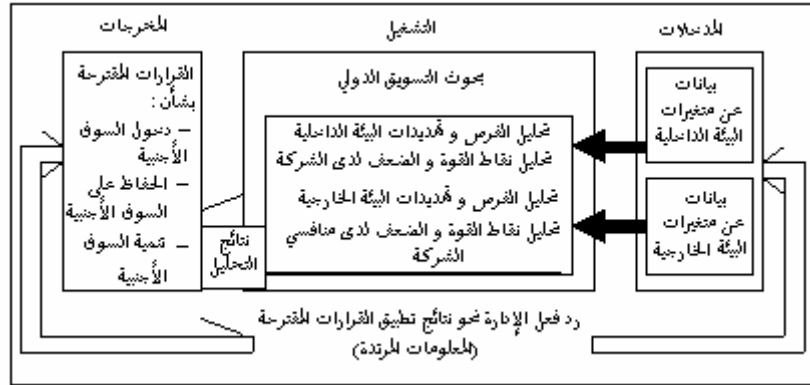 المدخلات
التشغيل
المخرجات
بيانات
عن متغيرات
البيئة الداخلية
بيانات
عن متغيرات
البيئة الخارجية
بحوث التسويق الدولي
تحليل الفرص و تهديدات البيئة الداخلية
تحليل نقاط القوة و الضعف لدى الشركة
تحليل الفرص و تهديدات البيئة الخارجية
تحليل نقاط القوة و الضعف لدى منافسي
الشركة
نتائج
التحليل
القرارات المقترحة
بشأن :
– دخول السوق
الأجنبية
– الحفاظ على
السوق الأجنبية
– تنمية السوق
الأجنبية
رد فعل الإدارة نحو نتائج تطبيق القرارات المقترحة
(المعلومات المرتدة)